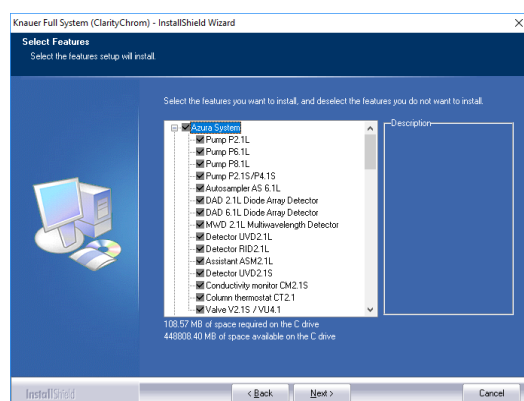 Knauer Full System (ClarityChrom) - InstallShield Wizard
Select Features
Select the features setup will install.
Select the features you want to install, and deselect the features you do not want to install.
Azura System
Pump P2.1L
Pump P6.1L
Pump P8.1L
Pump P2.1S/P4.1S
Autosampler AS 6.1L
DAD 2.1L Diode Array Detector
DAD 6.1L Diode Array Detector
MWD 2.1L Multiwavelength Detector
Detector UVD2.1L
Detector RID2.1L
Assistant ASM2.1L
Detector UVD2.1S
Conductivity monitor CM2.1S
Column thermostat CT2.1
Valve V2.1S / VU4.1
Description
108.57 MB of space required on the C drive
448808.40 MB of space available on the C drive
InstallShield
< Back
Next >
Cancel